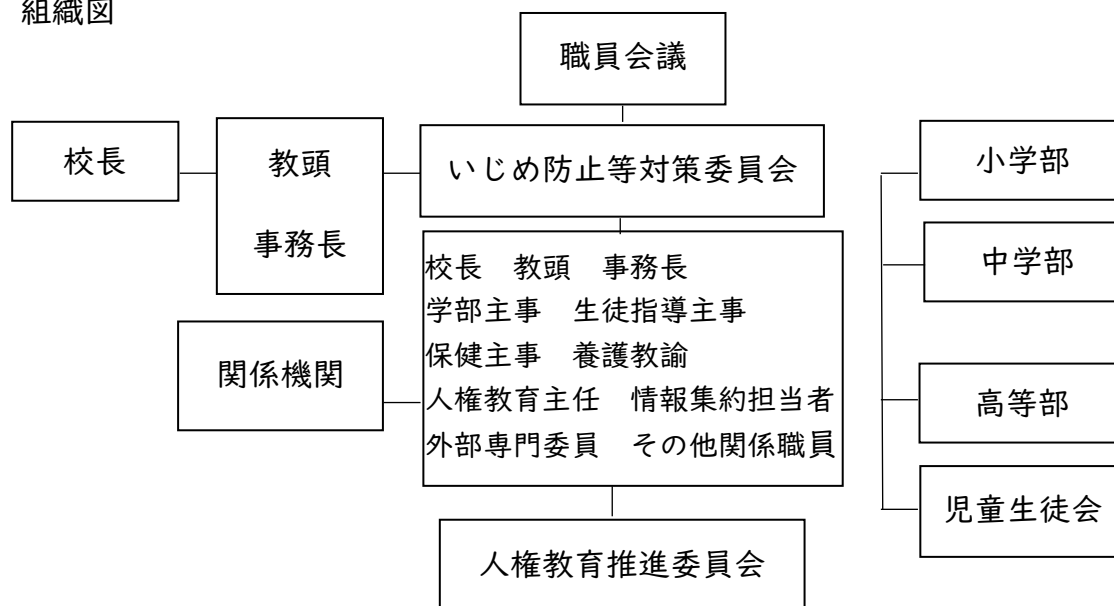 組織図
職員会議
校長
教頭
事務長
いじめ防止等対策委員会
小学部
中学部
校長　教頭　事務長
学部主事　生徒指導主事
保健主事　養護教諭
人権教育主任　情報集約担当者
外部専門委員　その他関係職員
関係機関
高等部
児童生徒会
人権教育推進委員会